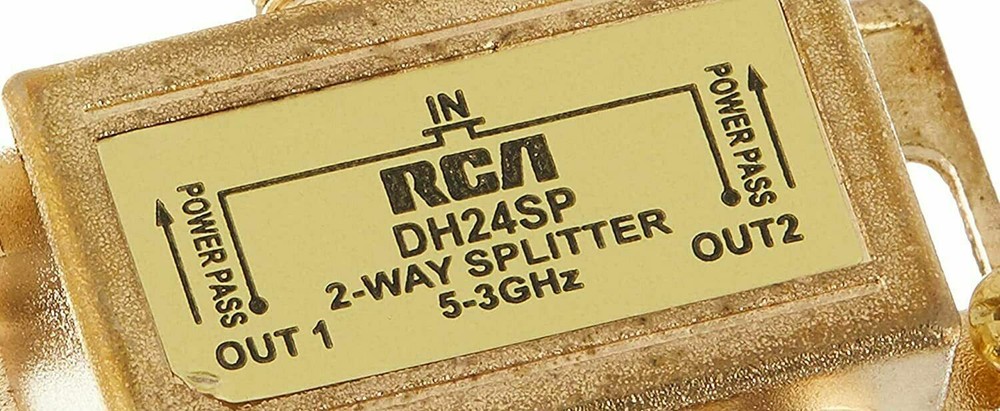 IN
RCA
DH24SP
2-WAY SPLITTER
5-3GHz
POWER PASS
OUT 1
POWER PASS
OUT2